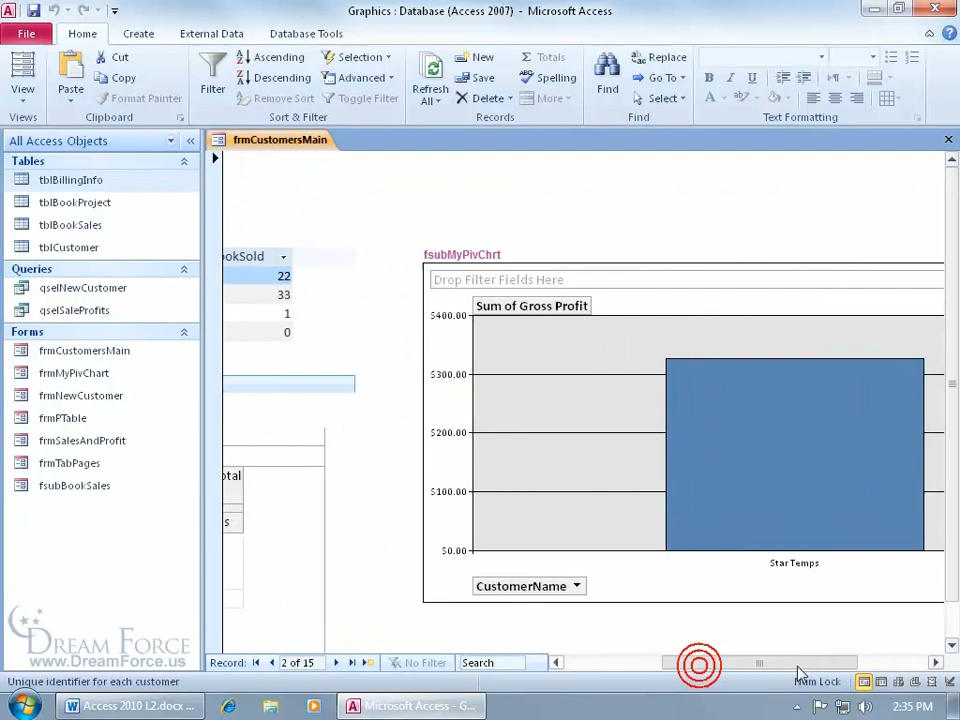 Graphics : Database (Access 2007) - Microsoft Access
File Home Create External Data Database Tools
View
Views
Paste
Cut
Copy
Format Painter
Clipboard
Filter
Ascending
Descending
Remove Sort
Selection
Advanced
Toggle Filter
Sort & Filter
Refresh
All
New
Save
Delete
Totals
Spelling
More
Records
Find
Replace
Go To
Select
Find
B I U
A
Text Formatting
All Access Objects
Tables
tblBillingInfo
tblBookProject
tblBookSales
tblCustomer
Queries
qselNewCustomer
qselSaleProfits
Forms
frmCustomersMain
frmMyPivChart
frmNewCustomer
frmPTable
frmSalesAndProfit
frmTabPages
fsubBookSales
frmCustomersMain
ookSold
22
33
1
0
otal
s
fsubMyPivChrt
Drop Filter Fields Here
Sum of Gross Profit
$400.00
$300.00
$200.00
$100.00
$0.00
Star Temps
CustomerName
Record: 2 of 15 No Filter Search
DREAM FORCE
www.DreamForce.us
Unique identifier for each customer
Num Lock
Access 2010 L2.docx ...
Microsoft Access - G...
2:35 PM